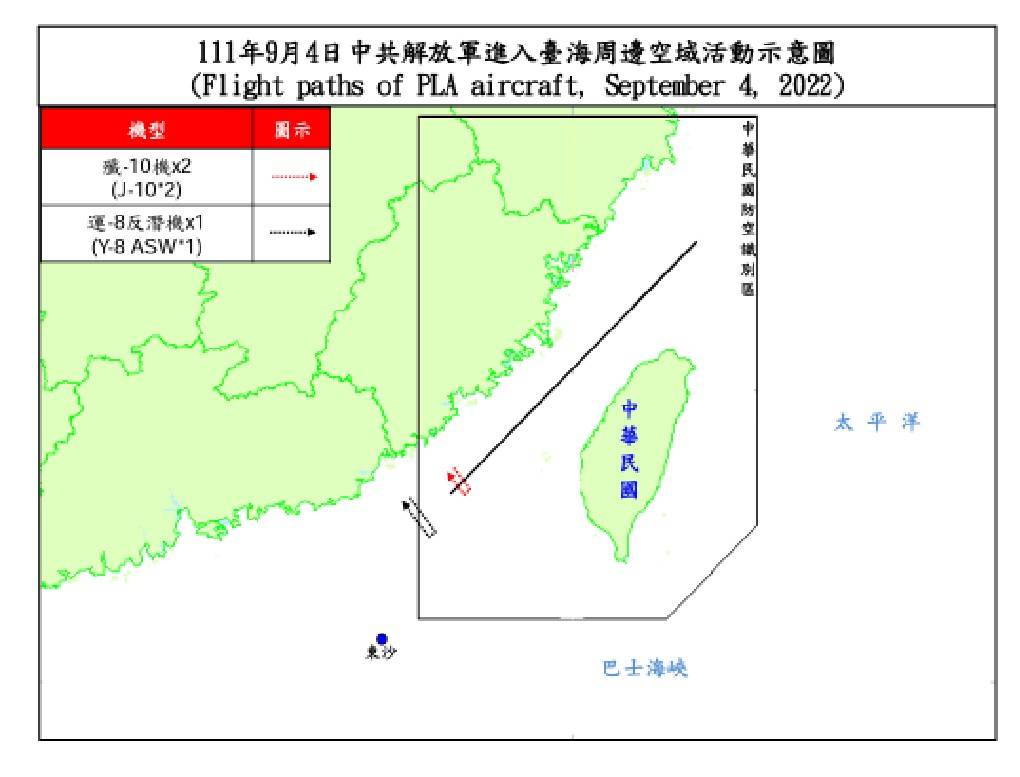 111年9月4日中共解放軍進入臺海周邊空域活動示意圖
(Flight paths of PLA aircraft, September 4, 2022)
機型
圖示
殲-10機x2
(J-10*2)
運-8反潛機x1
(Y-8 ASW*1)
中華民國防空識別區
中華民國
太平洋
東沙
巴士海峽